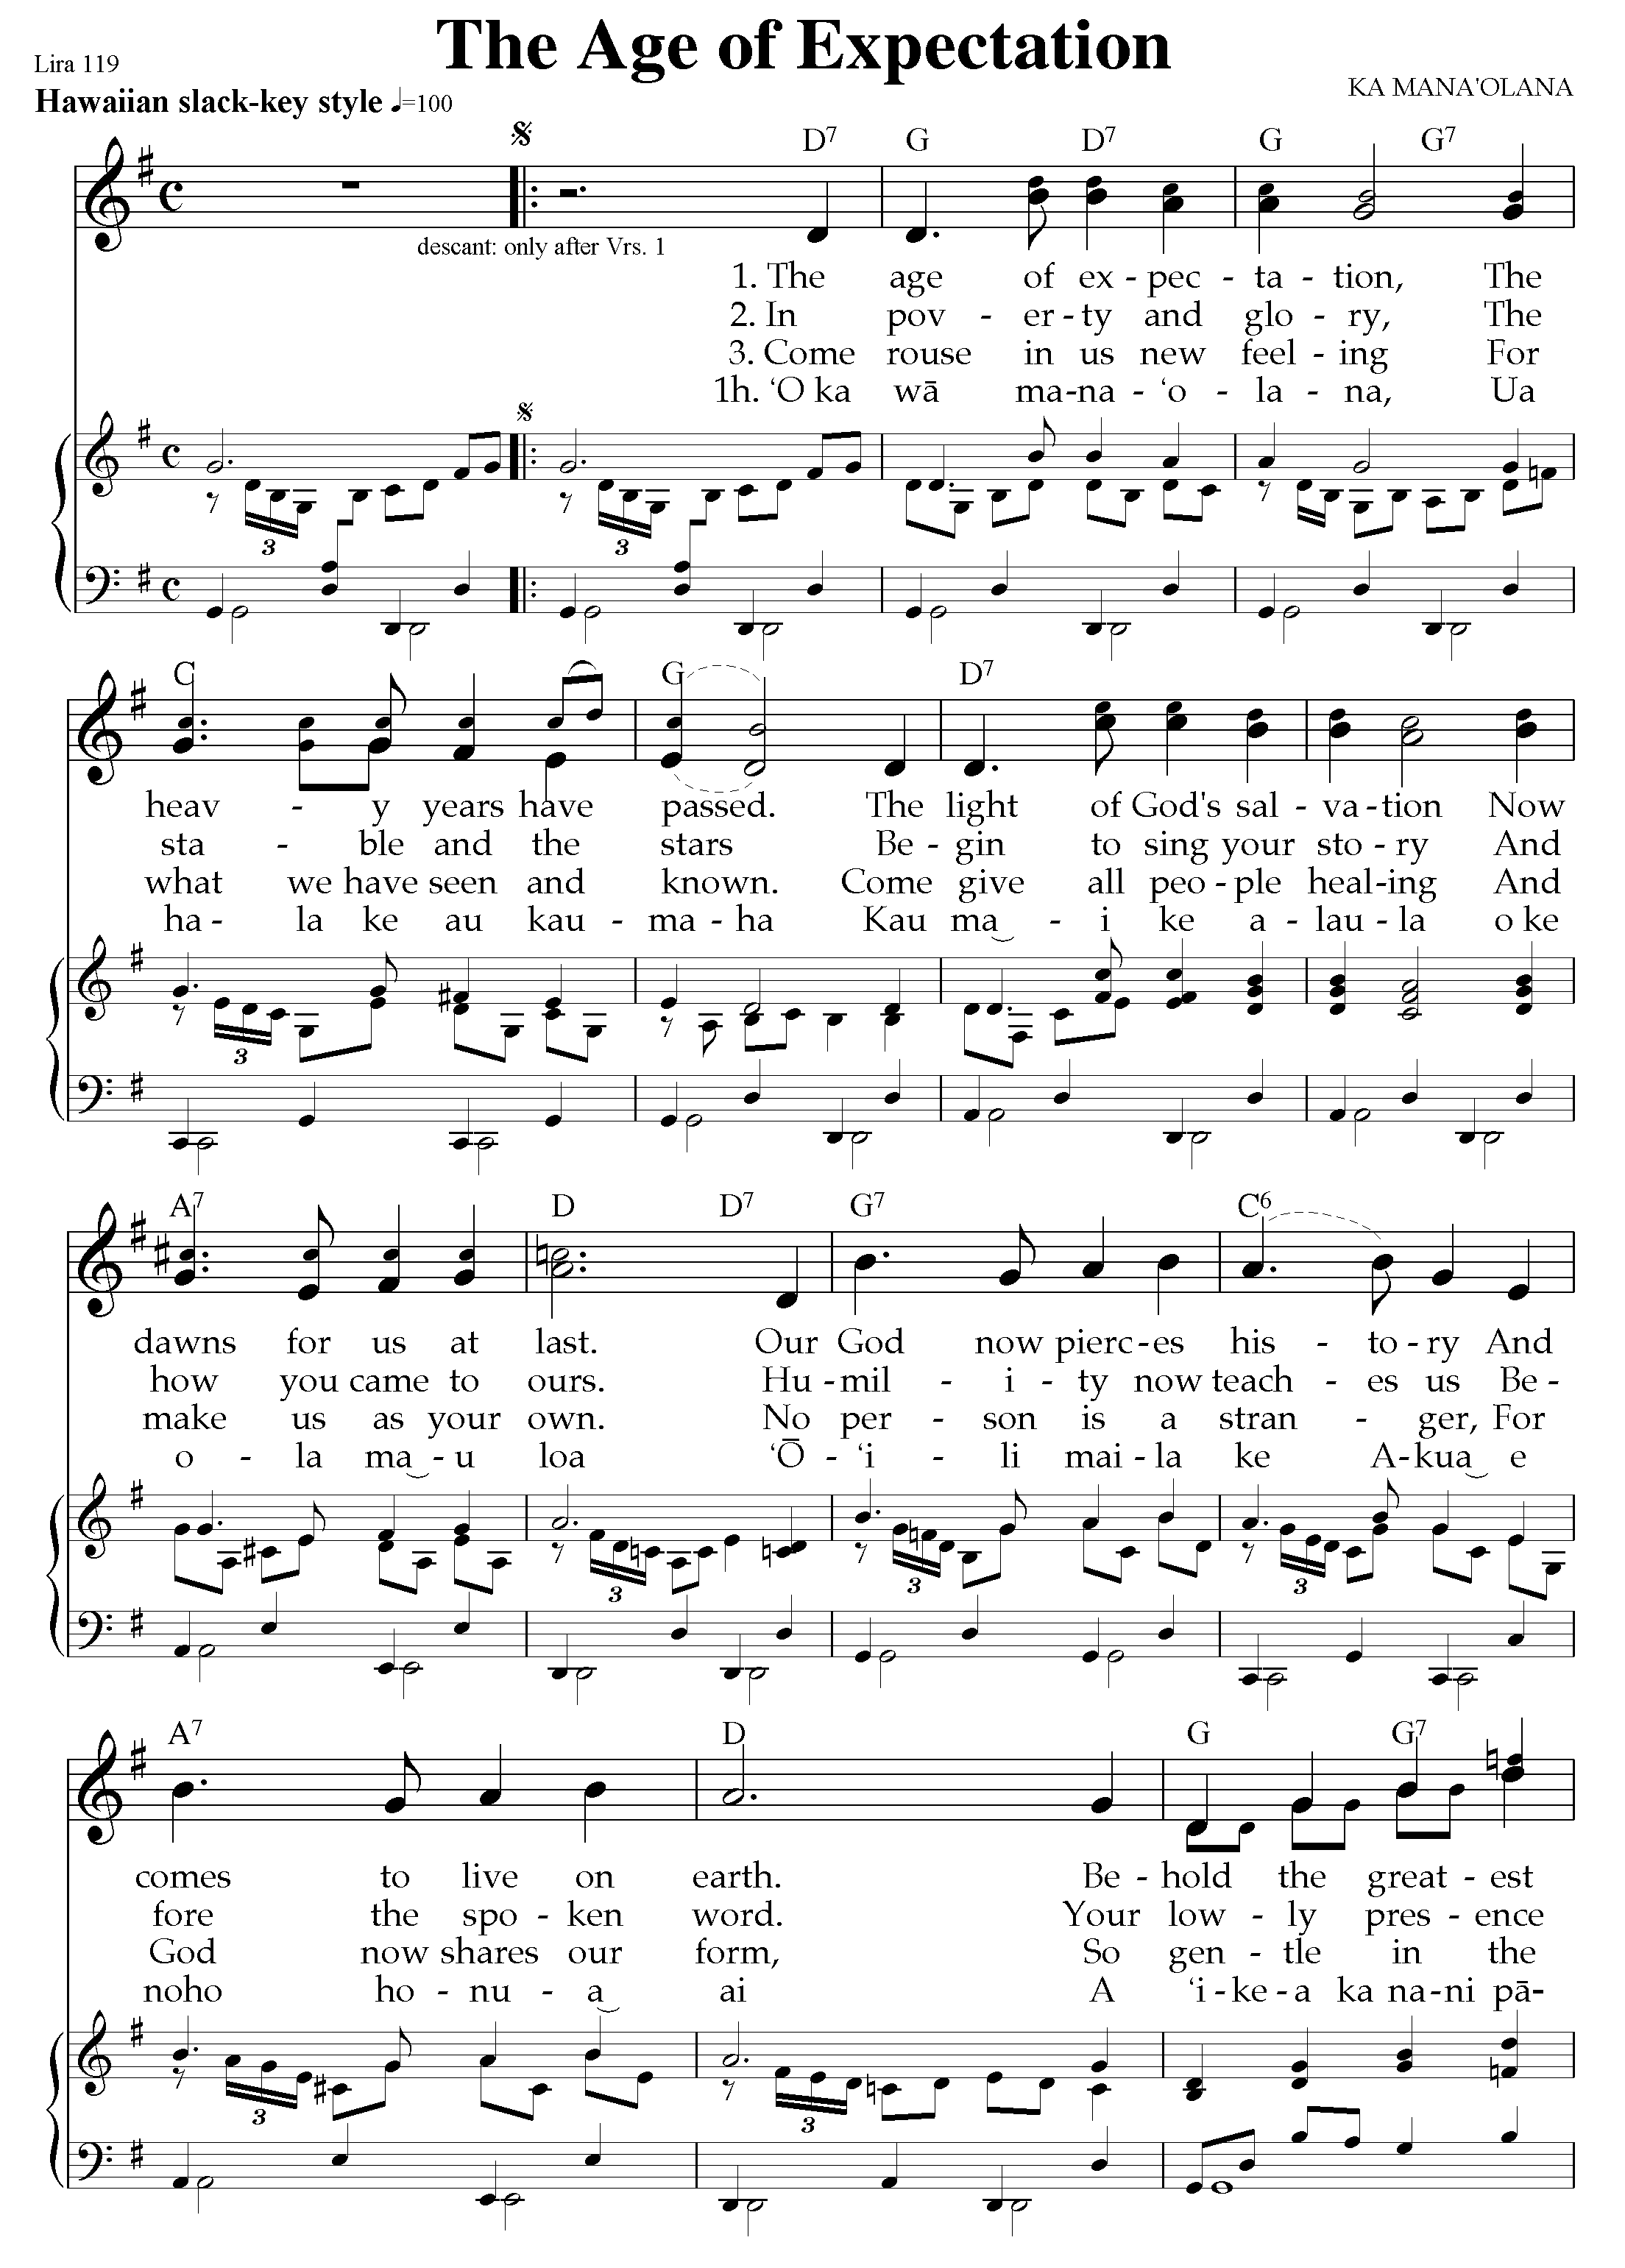 The Age of Expectation
Lira 119
KA MANA'OLANA
Hawaiian slack-key style ♩=100
D7 G D7 G G7
descant: only after Vrs. 1
1. The age of ex - pec - ta - tion, The
2. In pov - er - ty and glo - ry, The
3. Come rouse in us new feel - ing For
1h. ‘O ka wā ma-na - ‘o - la - na, Ua
3 3
C G D7
heav - y years have passed. The light of God's sal - va - tion Now
sta - ble and the stars Be - gin to sing your sto - ry And
what we have seen and known. Come give all peo - ple heal-ing And
ha - la ke au kau - ma - ha Kau ma - i ke a - lau - la o ke
3
A7 D D7 G7 C6
dawns for us at last. Our God now pierc-es his - to - ry And
how you came to ours. Hu - mil - i - ty now teach - es us Be -
make us as your own. No per - son is a stran - ger, For
o - la ma - u loa ‘Ō - ‘i - li mai - la ke A-kua e
3 3 3
A7 D G G7
comes to live on earth. Be - hold the great - est
fore the spo - ken word. Your low - ly pres - ence
God now shares our form, So gen - tle in the
noho ho - nu - a ai A ‘i - ke - a ka na-ni pā-
3 3